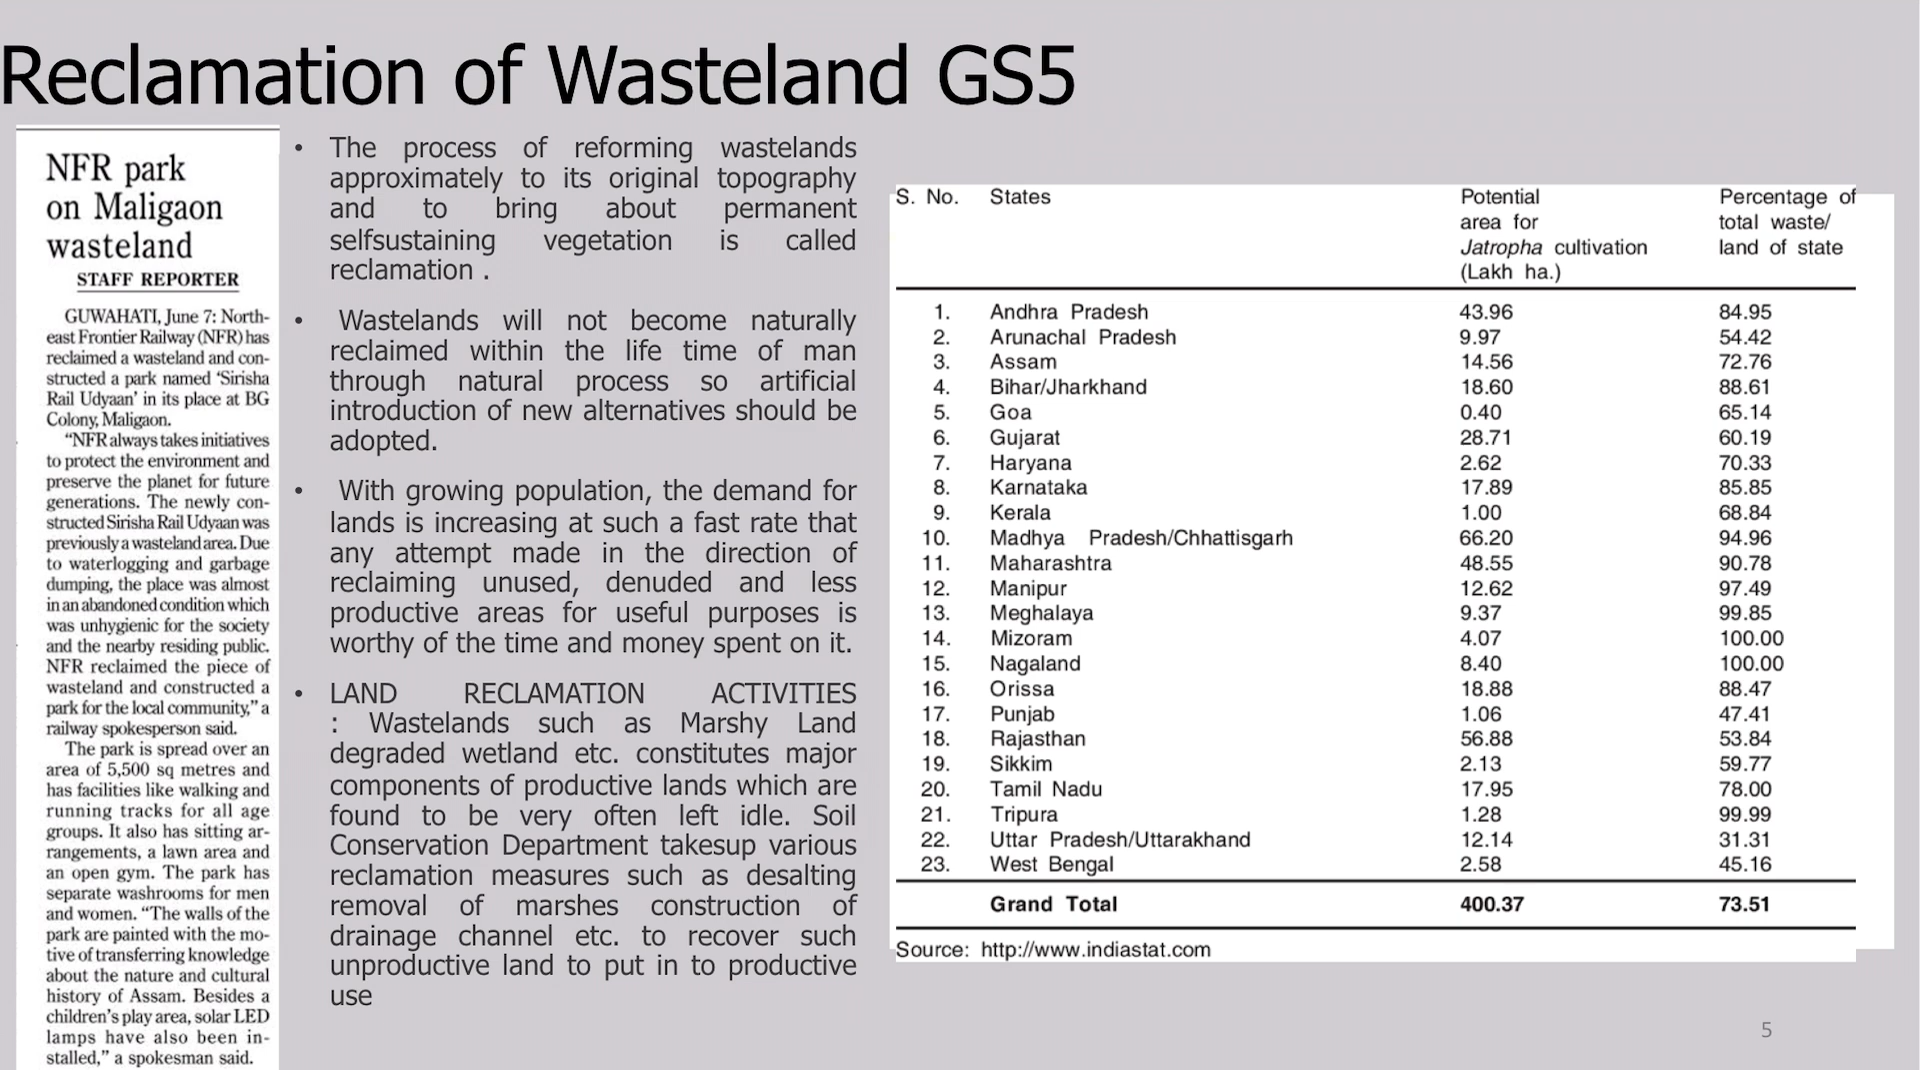 Reclamation of Wasteland GS5
NFR park
on Maligaon
wasteland
STAFF REPORTER
GUWAHATI, June 7: North-
east Frontier Railway (NFR) has
reclaimed a wasteland and con-
structed a park named ‘Sirisha
Rail Udyaan’ in its place at BG
Colony, Maligaon.
“NFR always takes initiatives
to protect the environment and
preserve the planet for future
generations. The newly con-
structed Sirisha Rail Udyaan was
previously a wasteland area. Due
to waterlogging and garbage
dumping, the place was almost
in an abandoned condition which
was unhygienic for the society
and the nearby residing public.
NFR reclaimed the piece of
wasteland and constructed a
park for the local community,” a
railway spokesperson said.
The park is spread over an
area of 5,500 sq metres and
has facilities like walking and
running tracks for all age
groups. It also has sitting ar-
rangements, a lawn area and
an open gym. The park has
separate washrooms for men
and women. “The walls of the
park are painted with the mo-
tive of transferring knowledge
about the nature and cultural
history of Assam. Besides a
children’s play area, solar LED
lamps have also been in-
stalled,” a spokesman said.
• The process of reforming wastelands
approximately to its original topography
and to bring about permanent
selfsustaining vegetation is called
reclamation .
• Wastelands will not become naturally
reclaimed within the life time of man
through natural process so artificial
introduction of new alternatives should be
adopted.
• With growing population, the demand for
lands is increasing at such a fast rate that
any attempt made in the direction of
reclaiming unused, denuded and less
productive areas for useful purposes is
worthy of the time and money spent on it.
• LAND RECLAMATION ACTIVITIES
: Wastelands such as Marshy Land
degraded wetland etc. constitutes major
components of productive lands which are
found to be very often left idle. Soil
Conservation Department takesup various
reclamation measures such as desalting
removal of marshes construction of
drainage channel etc. to recover such
unproductive land to put in to productive
use
S. No. States Potential Percentage of
area for total waste/
Jatropha cultivation land of state
(Lakh ha.)
1. Andhra Pradesh 43.96 84.95
2. Arunachal Pradesh 9.97 54.42
3. Assam 14.56 72.76
4. Bihar/Jharkhand 18.60 88.61
5. Goa 0.40 65.14
6. Gujarat 28.71 60.19
7. Haryana 2.62 70.33
8. Karnataka 17.89 85.85
9. Kerala 1.00 68.84
10. Madhya Pradesh/Chhattisgarh 66.20 94.96
11. Maharashtra 48.55 90.78
12. Manipur 12.62 97.49
13. Meghalaya 9.37 99.85
14. Mizoram 4.07 100.00
15. Nagaland 8.40 100.00
16. Orissa 18.88 88.47
17. Punjab 1.06 47.41
18. Rajasthan 56.88 53.84
19. Sikkim 2.13 59.77
20. Tamil Nadu 17.95 78.00
21. Tripura 1.28 99.99
22. Uttar Pradesh/Uttarakhand 12.14 31.31
23. West Bengal 2.58 45.16
Grand Total 400.37 73.51
Source: http://www.indiastat.com
5